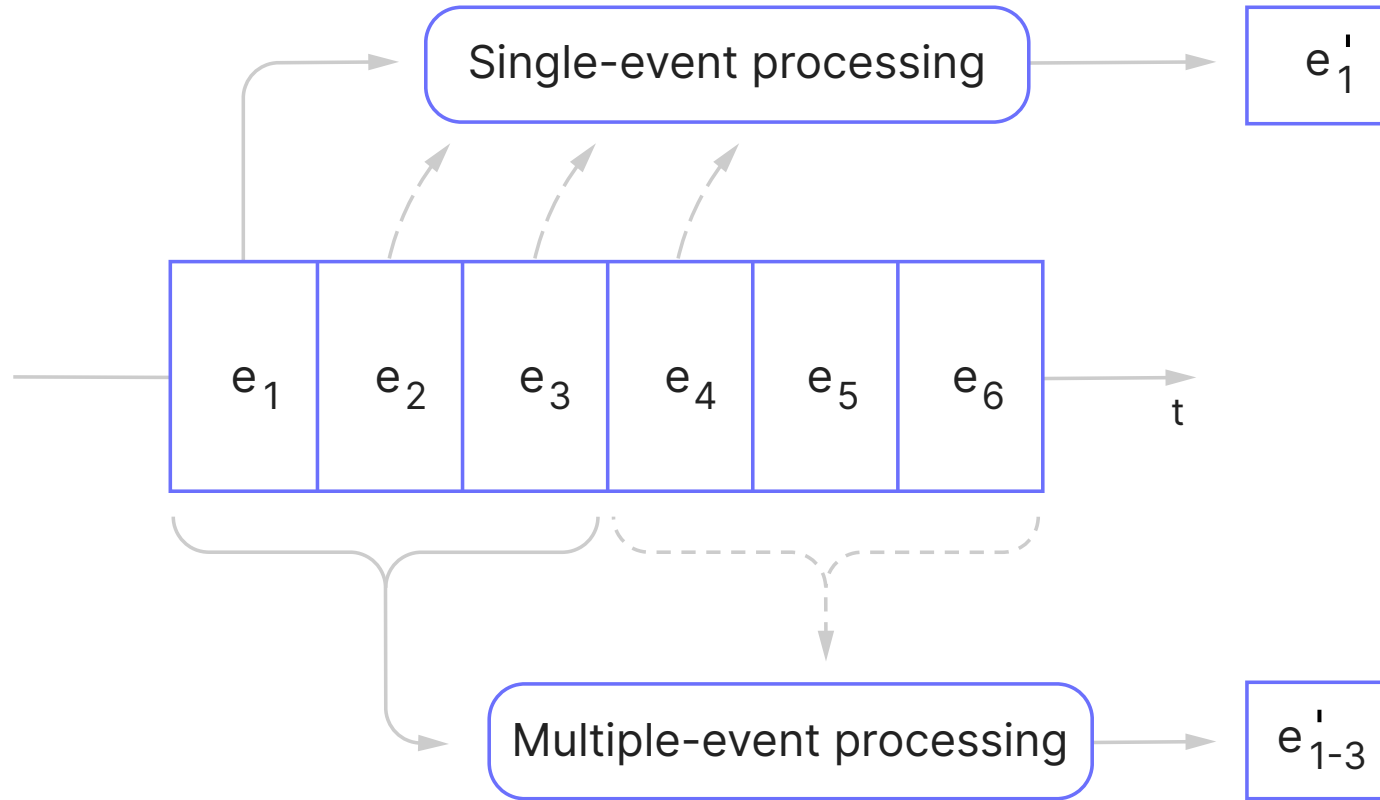 Single-event processing
e'₁
e₁ e₂ e₃ e₄ e₅ e₆
t
Multiple-event processing
e'₁₋₃